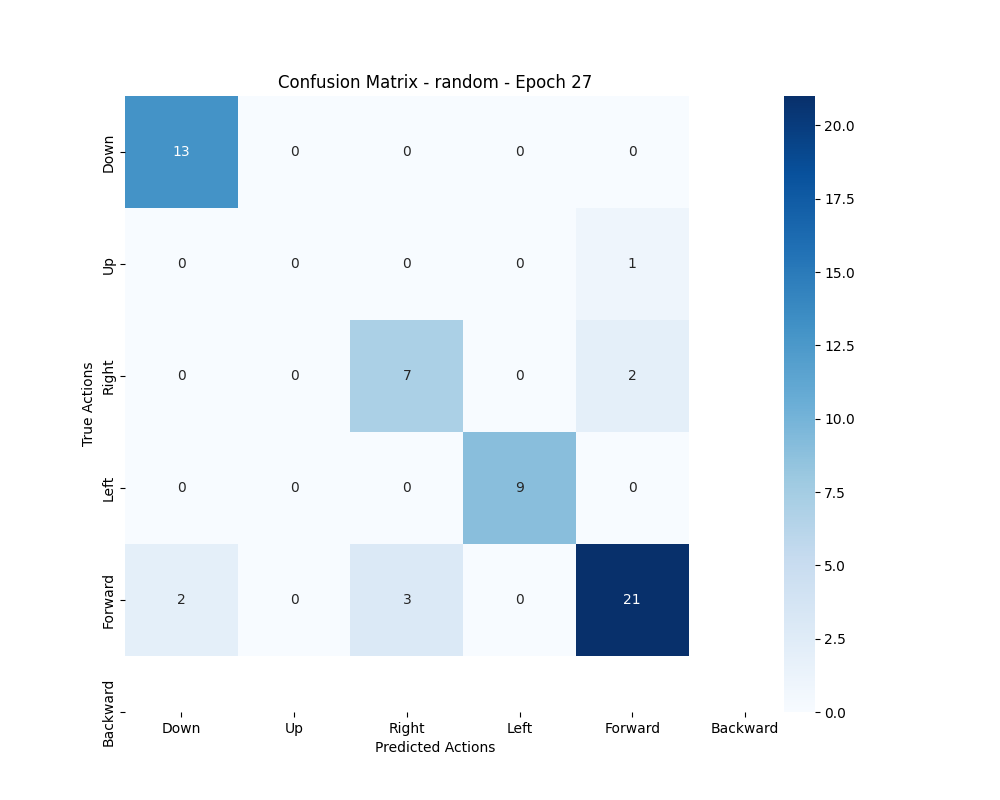 Confusion Matrix - random - Epoch 27
True Actions
Down 13 0 0 0 0
Up 0 0 0 0 1
Right 0 0 7 0 2
Left 0 0 0 9 0
Forward 2 0 3 0 21
Backward
Down Up Right Left Forward Backward
Predicted Actions
20.0
17.5
15.0
12.5
10.0
7.5
5.0
2.5
0.0